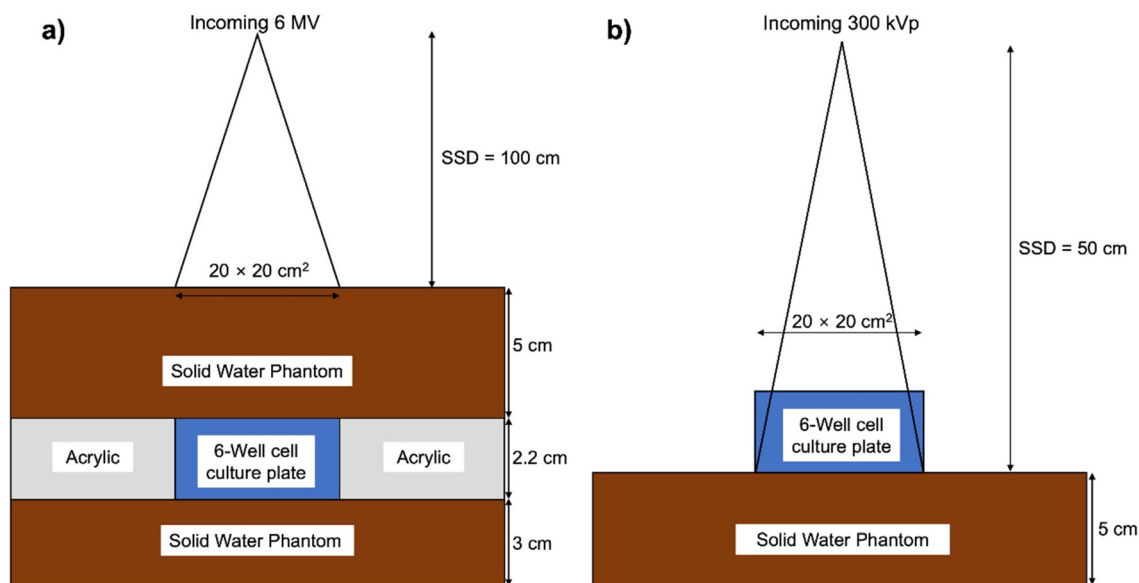 a)
Incoming 6 MV
SSD = 100 cm
20 × 20 cm²
5 cm
Solid Water Phantom
Acrylic
6-Well cell
culture plate
Acrylic
2.2 cm
Solid Water Phantom
3 cm
b)
Incoming 300 kVp
SSD = 50 cm
20 × 20 cm²
6-Well cell
culture plate
Solid Water Phantom
5 cm